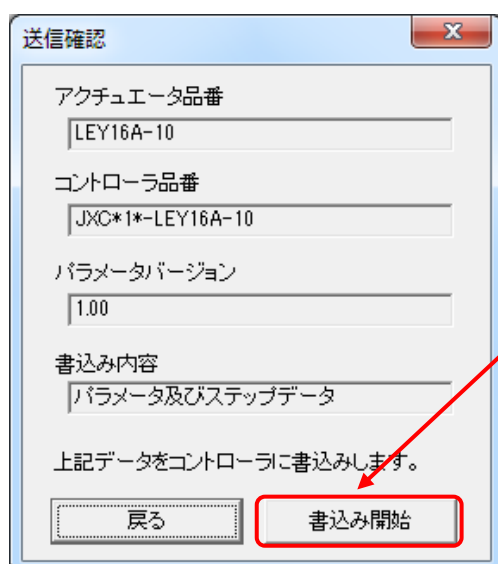 送信確認
アクチュエータ品番
LEY16A-10
コントローラ品番
JXC*1*-LEY16A-10
パラメータバージョン
1.00
書込み内容
パラメータ及びステップデータ
上記データをコントローラに書込みします。
戻る
書込み開始